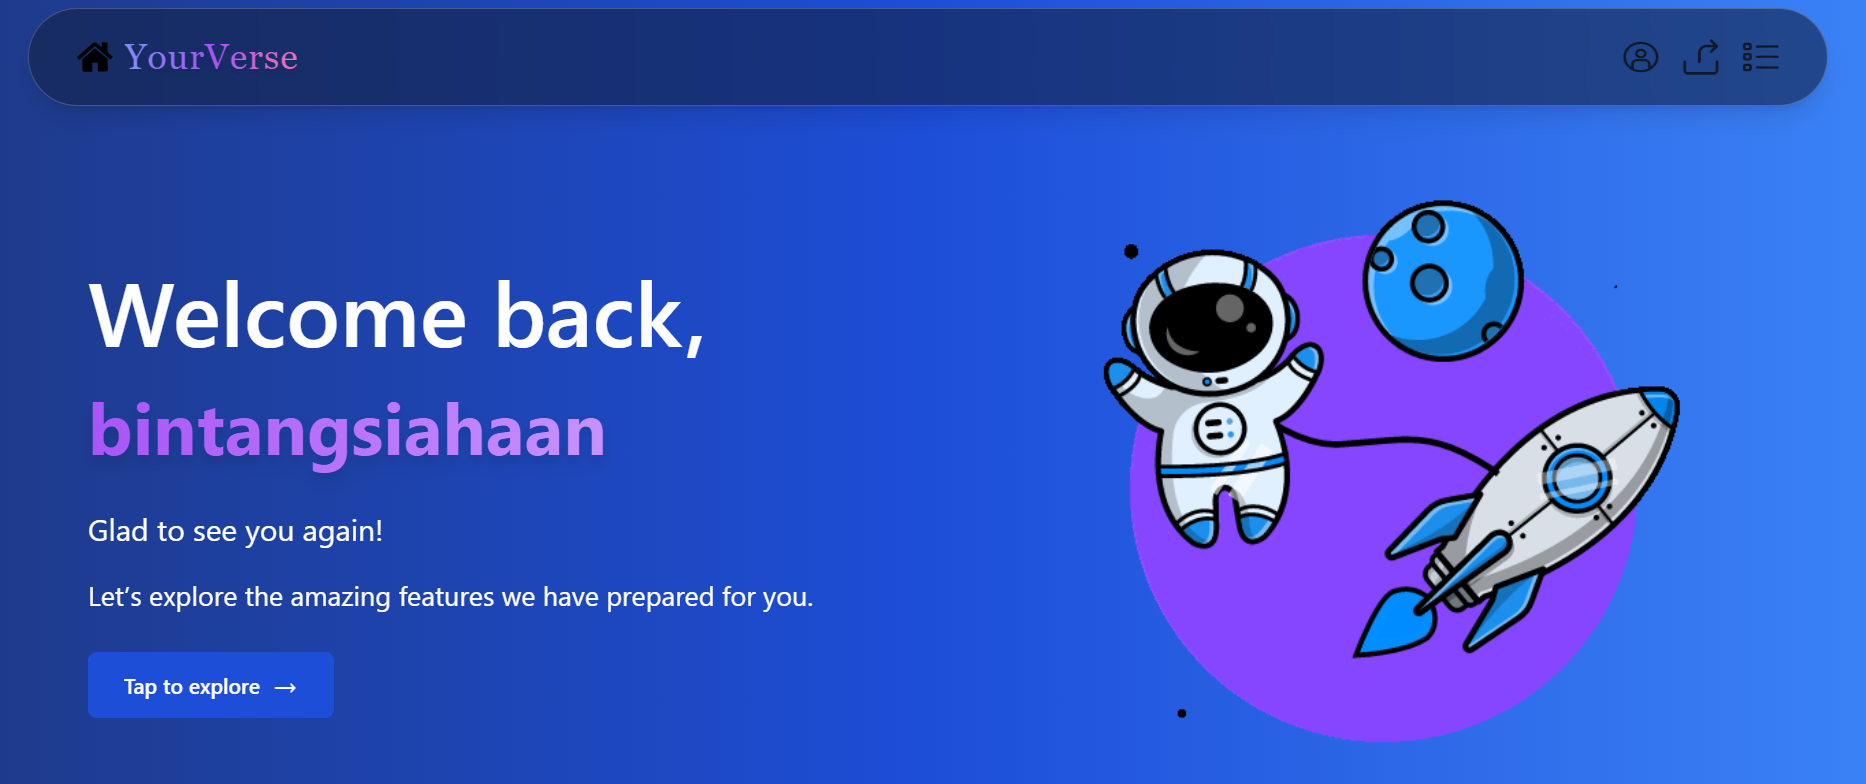 YourVerse
Welcome back,
bintangsiahaan
Glad to see you again!
Let’s explore the amazing features we have prepared for you.
Tap to explore →